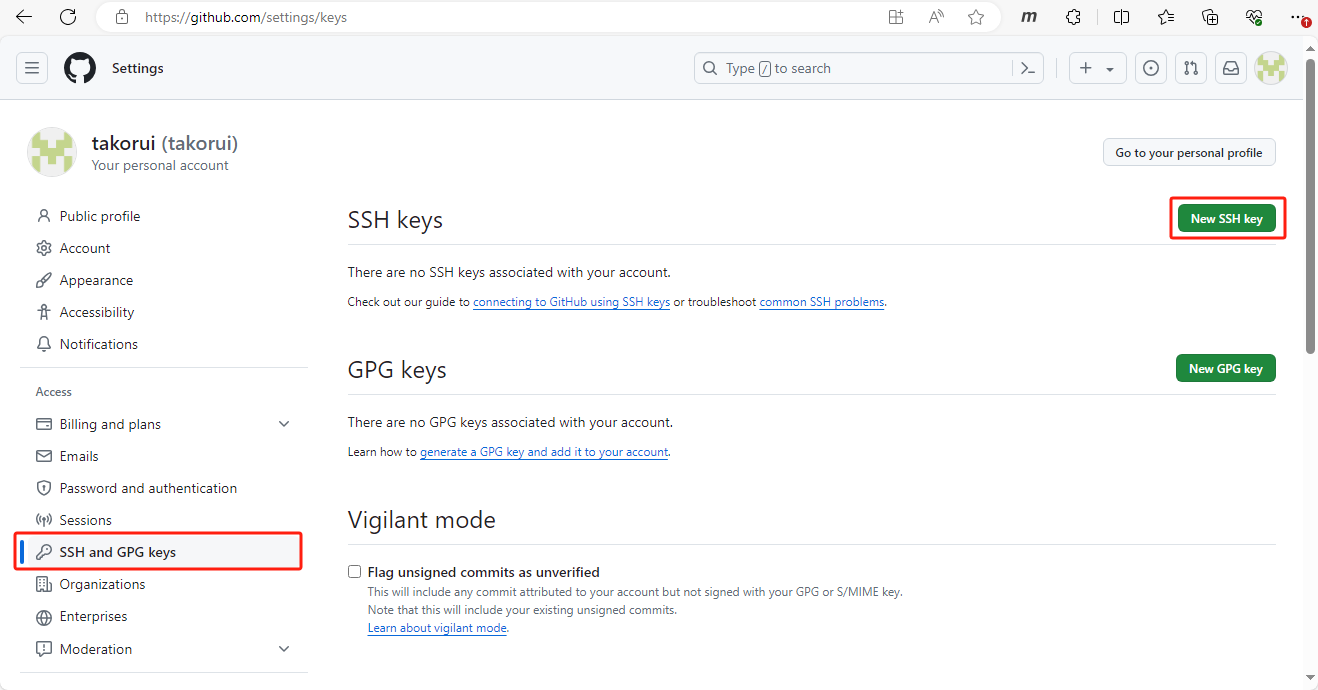 https://github.com/settings/keys
Settings
Type / to search
takorui (takorui)
Your personal account
Go to your personal profile
Public profile
Account
Appearance
Accessibility
Notifications
Access
Billing and plans
Emails
Password and authentication
Sessions
SSH and GPG keys
Organizations
Enterprises
Moderation
SSH keys
New SSH key
There are no SSH keys associated with your account.
Check out our guide to connecting to GitHub using SSH keys or troubleshoot common SSH problems.
GPG keys
New GPG key
There are no GPG keys associated with your account.
Learn how to generate a GPG key and add it to your account.
Vigilant mode
Flag unsigned commits as unverified
This will include any commit attributed to your account but not signed with your GPG or S/MIME key.
Note that this will include your existing unsigned commits.
Learn about vigilant mode.